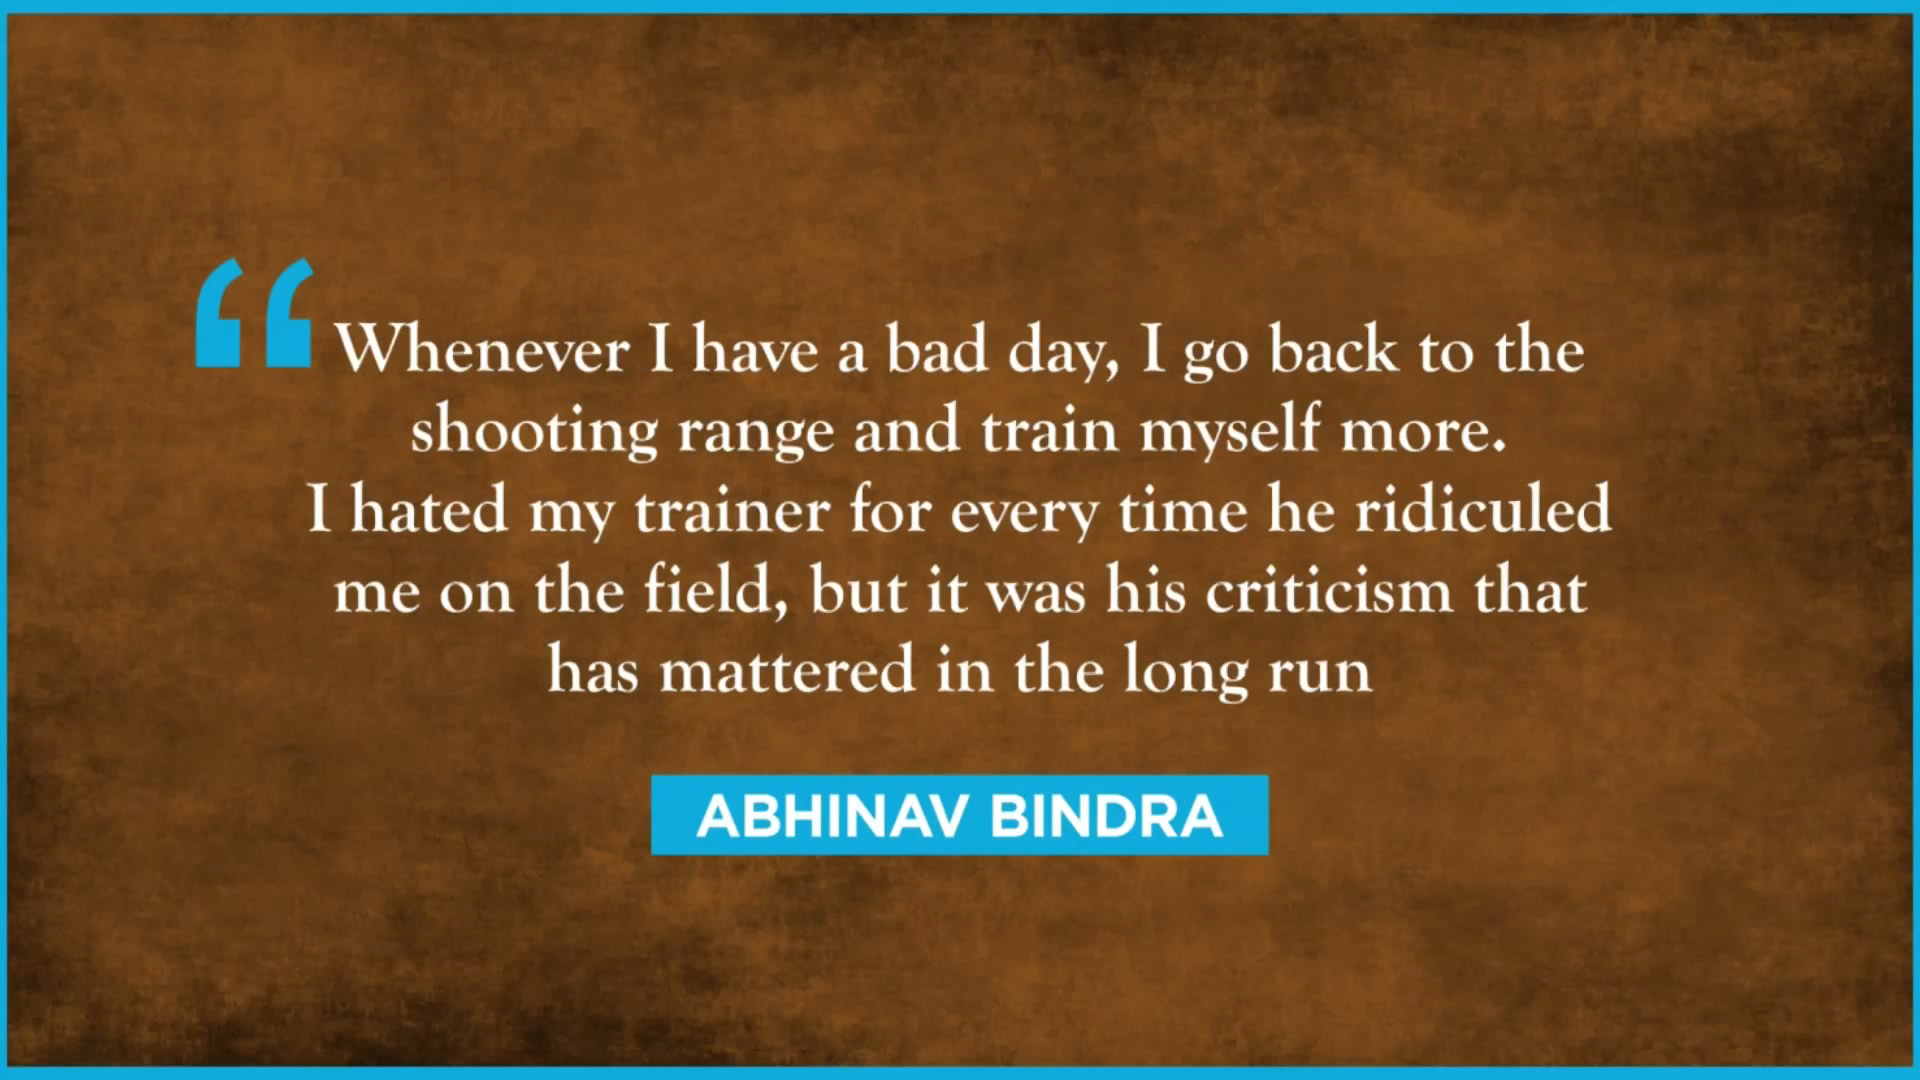 “Whenever I have a bad day, I go back to the
shooting range and train myself more.
I hated my trainer for every time he ridiculed
me on the field, but it was his criticism that
has mattered in the long run
ABHINAV BINDRA